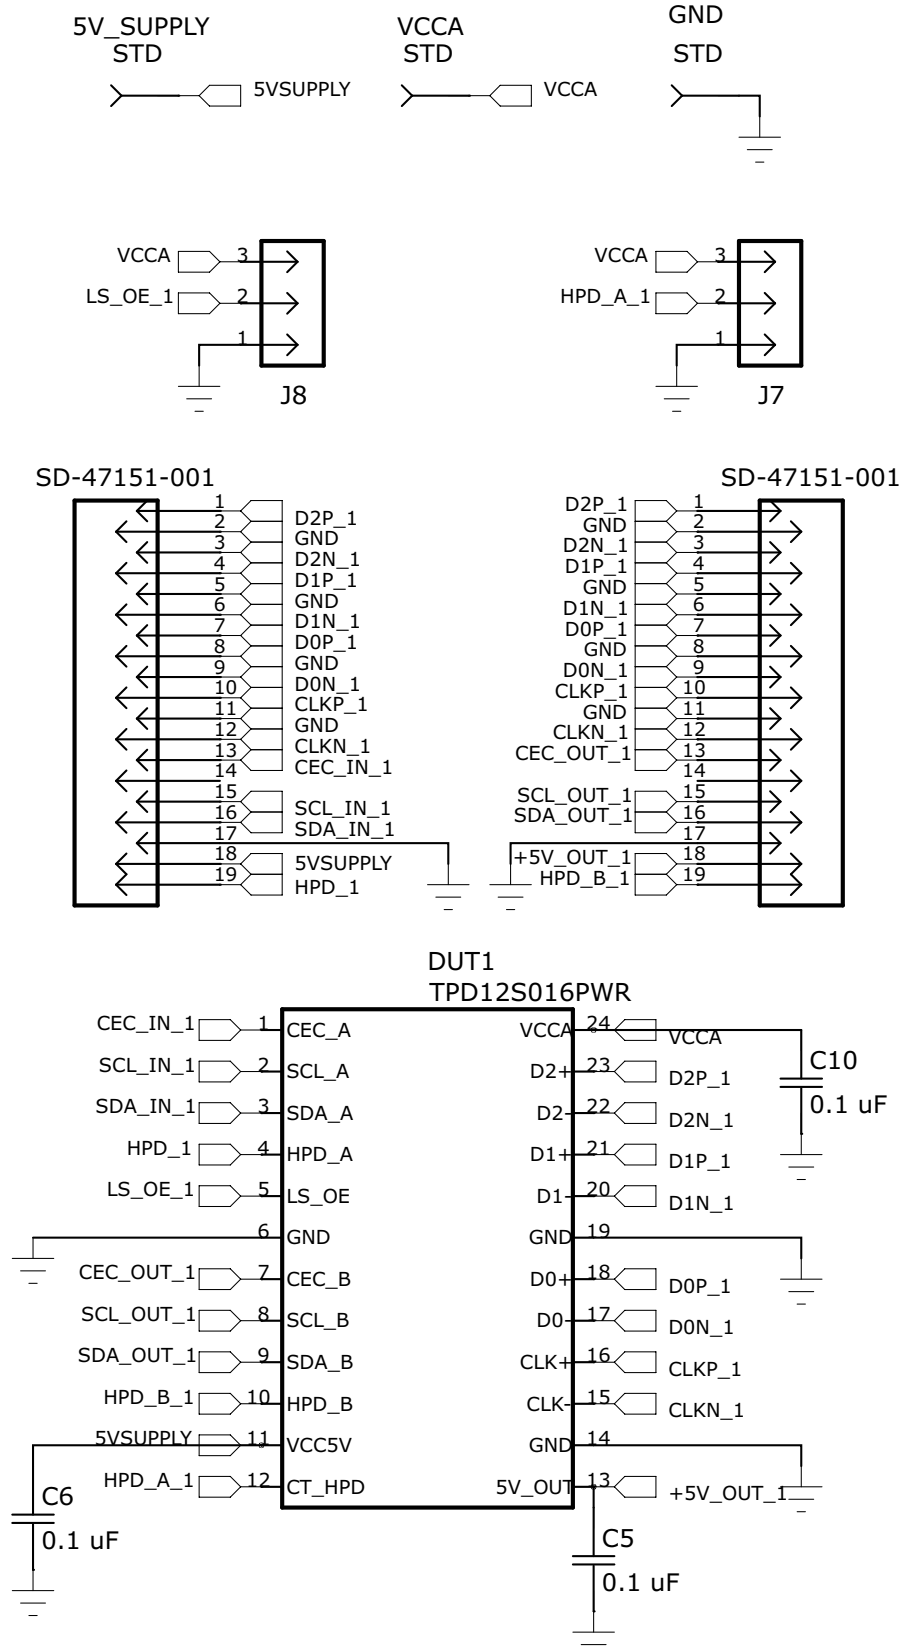 5V_SUPPLY
STD
5VSUPPLY
VCCA
STD
VCCA
GND
STD
VCCA 3
LS_OE_1 2
1
J8
VCCA 3
HPD_A_1 2
1
J7
SD-47151-001
1 D2P_1
2 GND
3 D2N_1
4 D1P_1
5 GND
6 D1N_1
7 D0P_1
8 GND
9 D0N_1
10 CLKP_1
11 GND
12 CLKN_1
13 CEC_IN_1
14
15 SCL_IN_1
16 SDA_IN_1
17
18 5VSUPPLY
19 HPD_1
SD-47151-001
D2P_1 1
GND 2
D2N_1 3
D1P_1 4
GND 5
D1N_1 6
D0P_1 7
GND 8
D0N_1 9
CLKP_1 10
GND 11
CLKN_1 12
CEC_OUT_1 13
14
SCL_OUT_1 15
SDA_OUT_1 16
17
+5V_OUT_1 18
HPD_B_1 19
DUT1
TPD12S016PWR
CEC_IN_1 1 CEC_A
SCL_IN_1 2 SCL_A
SDA_IN_1 3 SDA_A
HPD_1 4 HPD_A
LS_OE_1 5 LS_OE
6 GND
CEC_OUT_1 7 CEC_B
SCL_OUT_1 8 SCL_B
SDA_OUT_1 9 SDA_B
HPD_B_1 10 HPD_B
5VSUPPLY 11 VCC5V
HPD_A_1 12 CT_HPD
VCCA 24 VCCA
D2+ 23 D2P_1
D2- 22 D2N_1
D1+ 21 D1P_1
D1- 20 D1N_1
GND 19
D0+ 18 D0P_1
D0- 17 D0N_1
CLK+ 16 CLKP_1
CLK- 15 CLKN_1
GND 14
5V_OUT 13 +5V_OUT_1
C10
0.1 uF
C6
0.1 uF
C5
0.1 uF